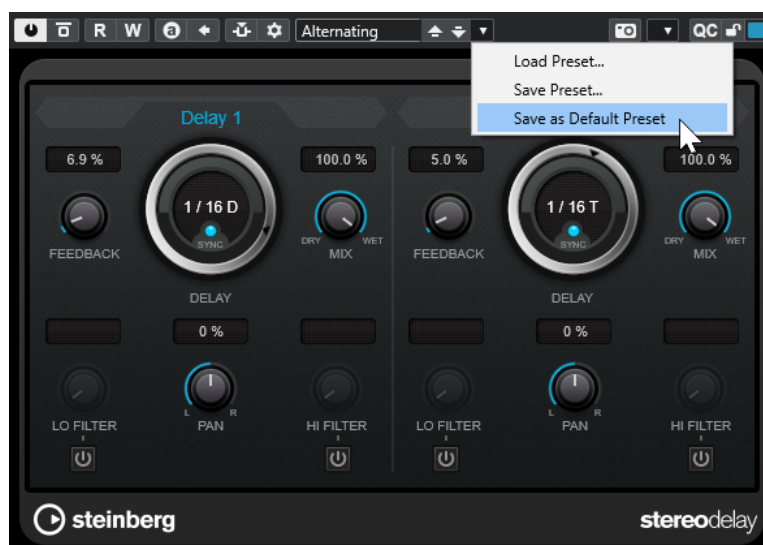 R W a Alternating QC
Load Preset...
Save Preset...
Save as Default Preset
Delay 1
6.9 % 100.0 % 5.0 % 100.0 %
1 / 16 D 1 / 16 T
SYNC SYNC
FEEDBACK DRY WET MIX FEEDBACK DRY WET MIX
DELAY DELAY
0 % 0 %
L R L R
LO FILTER PAN HI FILTER LO FILTER PAN HI FILTER
steinberg stereodelay